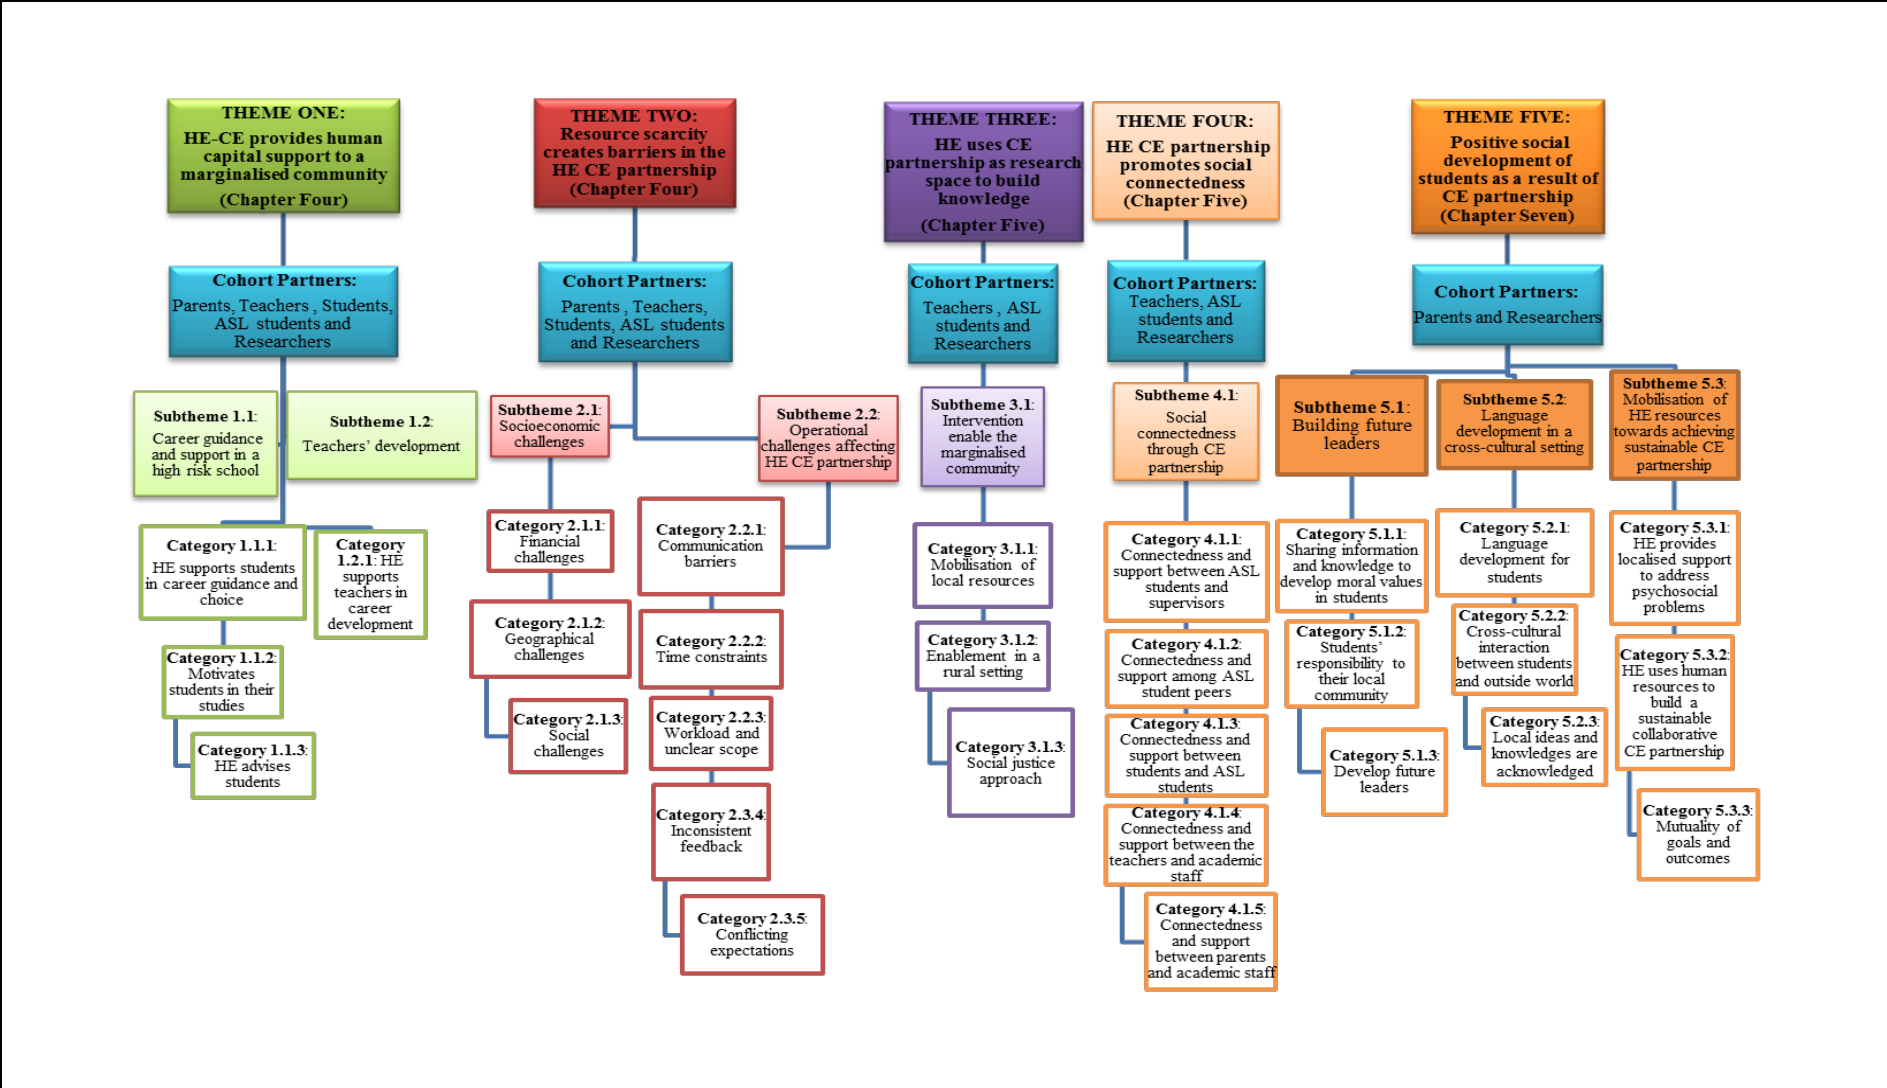 THEME ONE:
HE-CE provides human
capital support to a
marginalised community
(Chapter Four)
Cohort Partners:
Parents, Teachers , Students,
ASL students and
Researchers
Subtheme 1.1:
Career guidance
and support in a
high risk school
Subtheme 1.2:
Teachers’ development
Category 1.1.1:
HE supports students
in career guidance and
choice
Category
1.2.1: HE
supports
teachers in
career
development
Category 1.1.2:
Motivates
students in their
studies
Category 1.1.3:
HE advises
students
THEME TWO:
Resource scarcity
creates barriers in the
HE CE partnership
(Chapter Four)
Cohort Partners:
Parents , Teachers,
Students, ASL students
and Researchers
Subtheme 2.1:
Socioeconomic
challenges
Subtheme 2.2:
Operational
challenges affecting
HE CE partnership
Category 2.1.1:
Financial
challenges
Category 2.1.2:
Geographical
challenges
Category 2.1.3:
Social
challenges
Category 2.2.1:
Communication
barriers
Category 2.2.2:
Time constraints
Category 2.2.3:
Workload and
unclear scope
Category 2.3.4:
Inconsistent
feedback
Category 2.3.5:
Conflicting
expectations
THEME THREE:
HE uses CE
partnership as research
space to build
knowledge
(Chapter Five)
Cohort Partners:
Teachers , ASL
students and
Researchers
Subtheme 3.1:
Intervention
enable the
marginalised
community
Category 3.1.1:
Mobilisation of
local resources
Category 3.1.2:
Enablement in a
rural setting
Category 3.1.3:
Social justice
approach
THEME FOUR:
HE CE partnership
promotes social
connectedness
(Chapter Five)
Cohort Partners:
Teachers, ASL
students and
Researchers
Subtheme 4.1:
Social
connectedness
through CE
partnership
Category 4.1.1:
Connectedness and
support between ASL
students and
supervisors
Category 4.1.2:
Connectedness and
support among ASL
student peers
Category 4.1.3:
Connectedness and
support between
students and ASL
students
Category 4.1.4:
Connectedness and
support between the
teachers and academic
staff
Category 4.1.5:
Connectedness
and support
between parents
and academic staff
THEME FIVE:
Positive social
development of
students as a result of
CE partnership
(Chapter Seven)
Cohort Partners:
Parents and Researchers
Subtheme 5.1:
Building future
leaders
Subtheme 5.2:
Language
development in a
cross-cultural setting
Subtheme 5.3:
Mobilisation of
HE resources
towards achieving
sustainable CE
partnership
Category 5.1.1:
Sharing information
and knowledge to
develop moral values
in students
Category 5.1.2:
Students’
responsibility to
their local
community
Category 5.1.3:
Develop future
leaders
Category 5.2.1:
Language
development for
students
Category 5.2.2:
Cross-cultural
interaction
between students
and outside world
Category 5.2.3:
Local ideas and
knowledges are
acknowledged
Category 5.3.1:
HE provides
localised support
to address
psychosocial
problems
Category 5.3.2:
HE uses human
resources to
build a
sustainable
collaborative
CE partnership
Category 5.3.3:
Mutuality of
goals and
outcomes